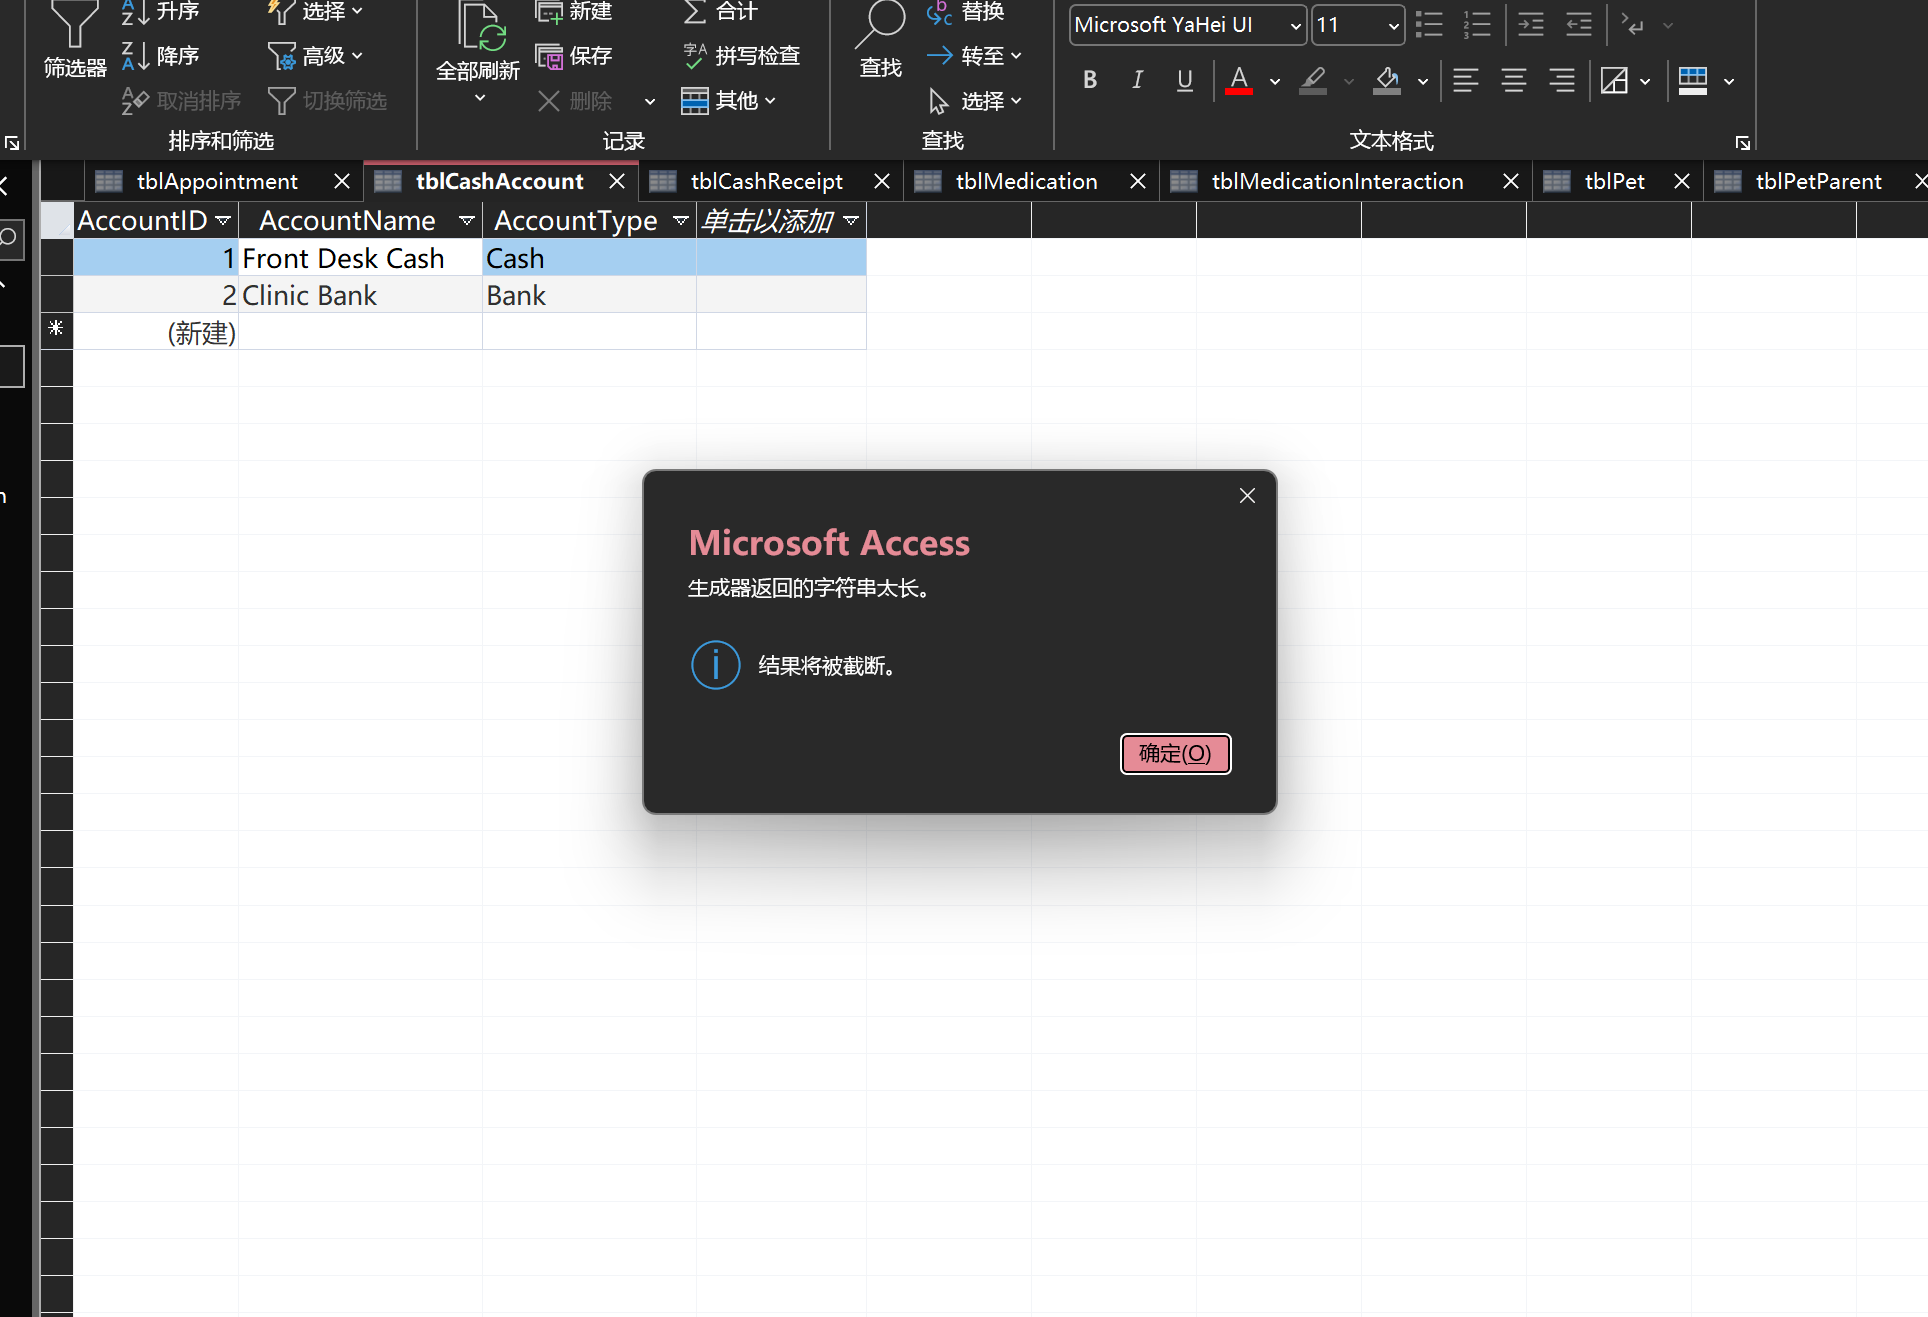 筛选器
升序
降序
取消排序
选择
高级
切换筛选
排序和筛选
全部刷新
新建
保存
删除
合计
拼写检查
其他
记录
查找
替换
转至
选择
查找
Microsoft YaHei UI
11
B I U A
文本格式
tblAppointment
tblCashAccount
tblCashReceipt
tblMedication
tblMedicationInteraction
tblPet
tblPetParent
AccountID AccountName AccountType 单击以添加
1 Front Desk Cash Cash
2 Clinic Bank Bank
(新建)
Microsoft Access
生成器返回的字符串太长。
结果将被截断。
确定(O)